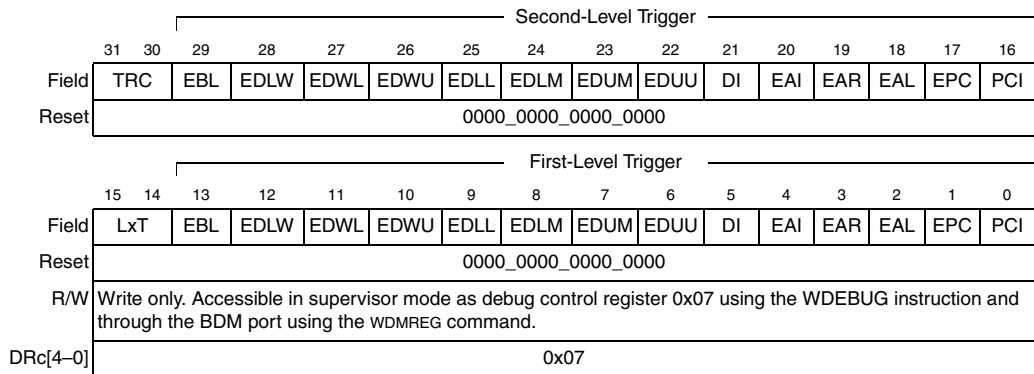 Second-Level Trigger
31 30 29 28 27 26 25 24 23 22 21 20 19 18 17 16
Field TRC EBL EDLW EDWL EDWU EDLL EDLM EDUM EDUU DI EAI EAR EAL EPC PCI
Reset 0000_0000_0000_0000
First-Level Trigger
15 14 13 12 11 10 9 8 7 6 5 4 3 2 1 0
Field LxT EBL EDLW EDWL EDWU EDLL EDLM EDUM EDUU DI EAI EAR EAL EPC PCI
Reset 0000_0000_0000_0000
R/W Write only. Accessible in supervisor mode as debug control register 0x07 using the WDEBUG instruction and
through the BDM port using the WDMREG command.
DRc[4–0] 0x07